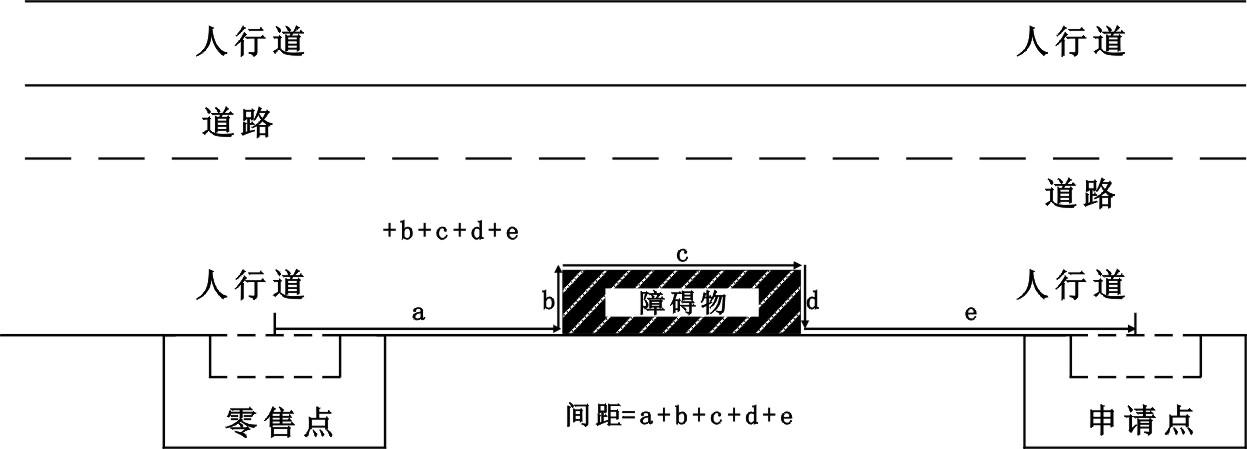 人行道 人行道
道路
道路
+b+c+d+e
c
人行道 人行道
b 障碍物 d
a e
零售点 间距=a+b+c+d+e 申请点